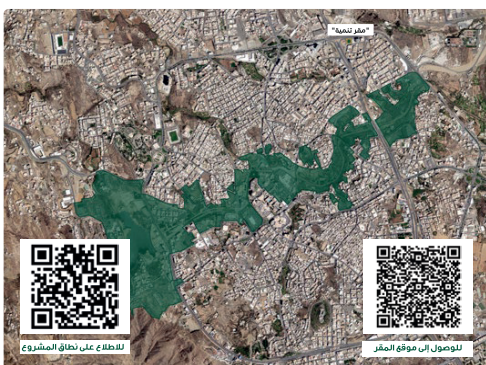 "مقر تنمية"
للوصول إلى موقع المقر
للاطلاع على نطاق المشروع